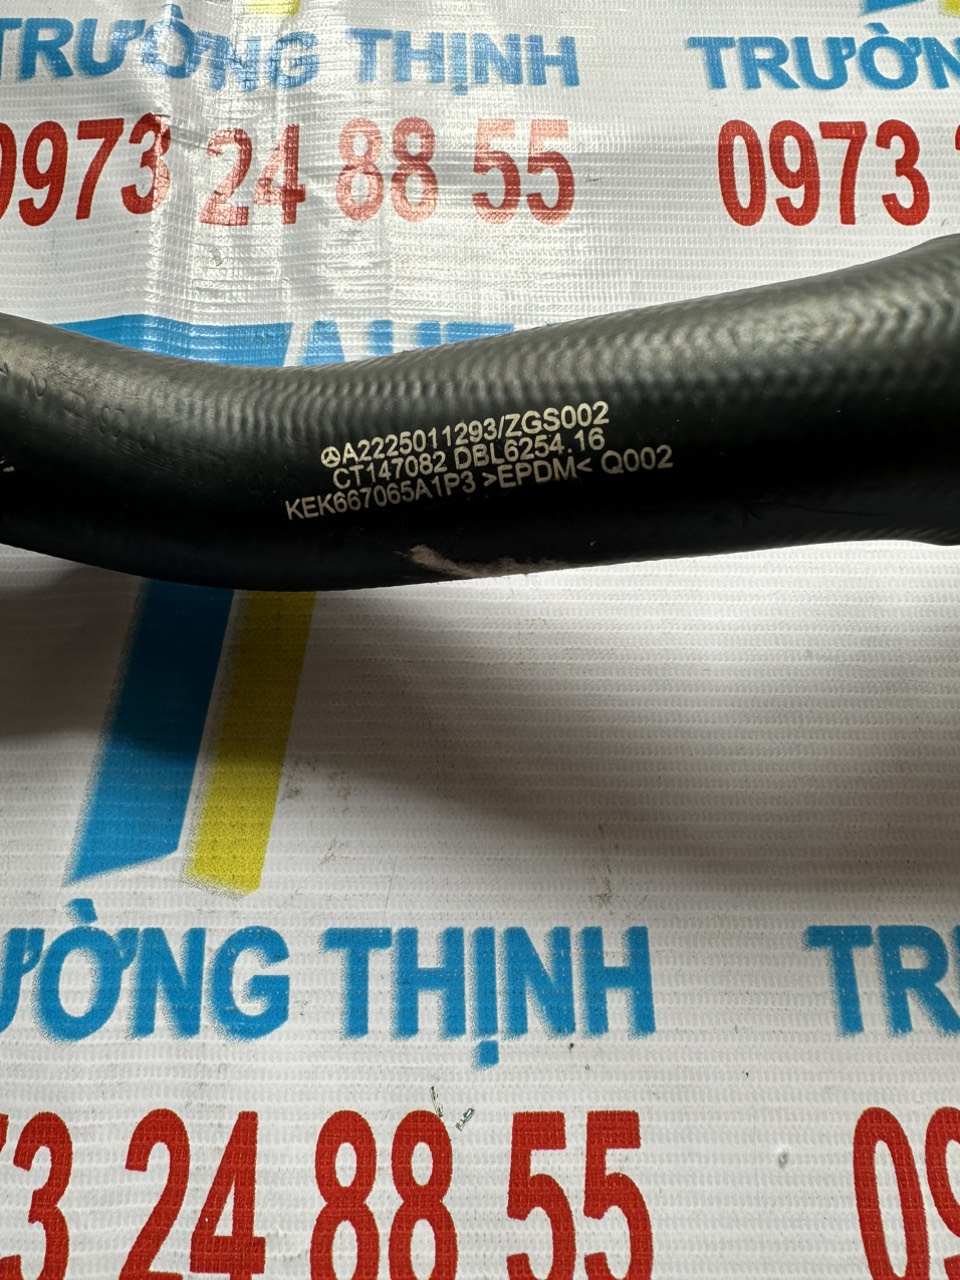 TRƯỜNG THỊNH TRƯỜN
0973 24 88 55 0973
A2225011293/ZGS002
CT147082 DBL6254.16
KEK667065A1P3 >EPDM< Q002
ƯỜNG THỊNH TR
73 24 88 55 09